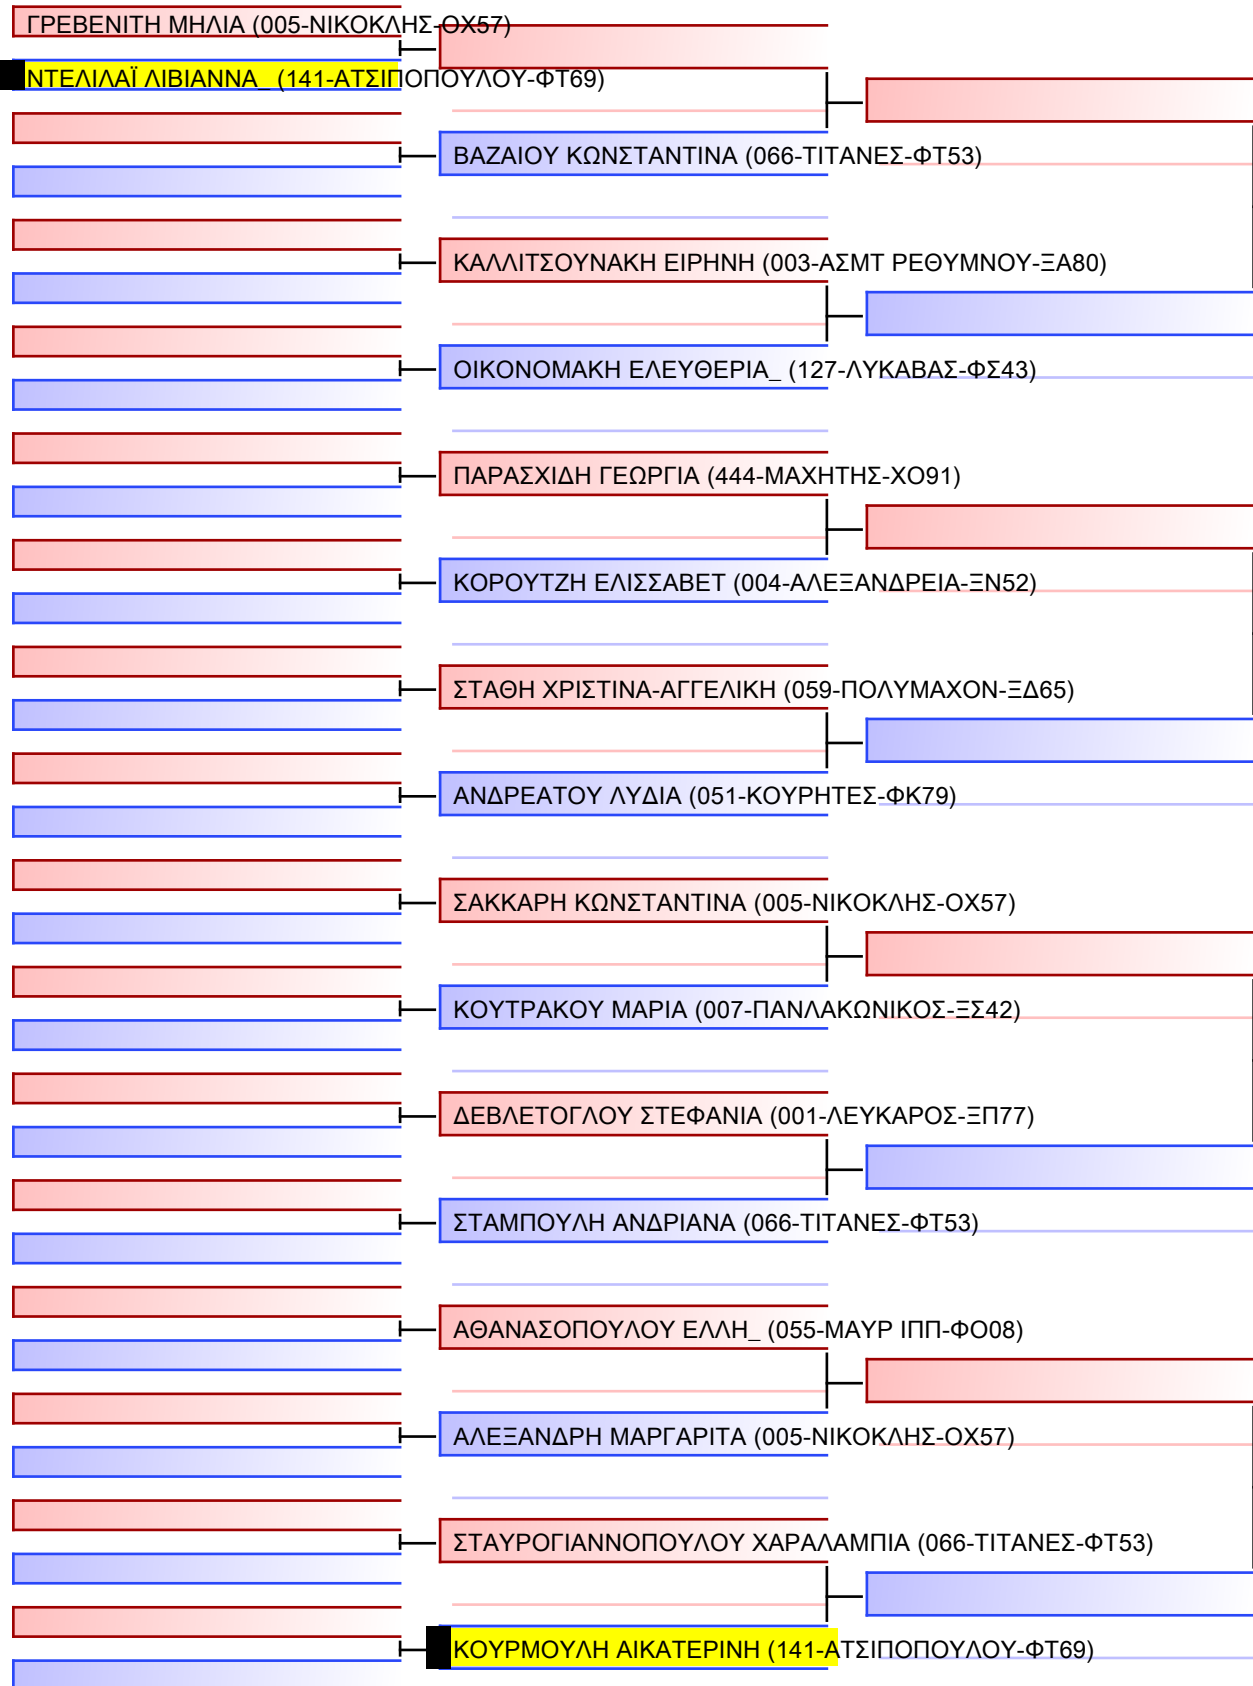 ΓΡΕΒΕΝΙΤΗ ΜΗΛΙΑ (005-ΝΙΚΟΚΛΗΣ-ΟΧ57)
ΝΤΕΛΙΛΑΪ ΛΙΒΙΑΝΝΑ_ (141-ΑΤΣΙΠΟΠΟΥΛΟΥ-ΦΤ69)
ΒΑΖΑΙΟΥ ΚΩΝΣΤΑΝΤΙΝΑ (066-ΤΙΤΑΝΕΣ-ΦΤ53)
ΚΑΛΛΙΤΣΟΥΝΑΚΗ ΕΙΡΗΝΗ (003-ΑΣΜΤ ΡΕΘΥΜΝΟΥ-ΞΑ80)
ΟΙΚΟΝΟΜΑΚΗ ΕΛΕΥΘΕΡΙΑ_ (127-ΛΥΚΑΒΑΣ-ΦΣ43)
ΠΑΡΑΣΧΙΔΗ ΓΕΩΡΓΙΑ (444-ΜΑΧΗΤΗΣ-ΧΟ91)
ΚΟΡΟΥΤΖΗ ΕΛΙΣΣΑΒΕΤ (004-ΑΛΕΞΑΝΔΡΕΙΑ-ΞΝ52)
ΣΤΑΘΗ ΧΡΙΣΤΙΝΑ-ΑΓΓΕΛΙΚΗ (059-ΠΟΛΥΜΑΧΟΝ-ΞΔ65)
ΑΝΔΡΕΑΤΟΥ ΛΥΔΙΑ (051-ΚΟΥΡΗΤΕΣ-ΦΚ79)
ΣΑΚΚΑΡΗ ΚΩΝΣΤΑΝΤΙΝΑ (005-ΝΙΚΟΚΛΗΣ-ΟΧ57)
ΚΟΥΤΡΑΚΟΥ ΜΑΡΙΑ (007-ΠΑΝΛΑΚΩΝΙΚΟΣ-ΞΣ42)
ΔΕΒΛΕΤΟΓΛΟΥ ΣΤΕΦΑΝΙΑ (001-ΛΕΥΚΑΡΟΣ-ΞΠ77)
ΣΤΑΜΠΟΥΛΗ ΑΝΔΡΙΑΝΑ (066-ΤΙΤΑΝΕΣ-ΦΤ53)
ΑΘΑΝΑΣΟΠΟΥΛΟΥ ΕΛΛΗ_ (055-ΜΑΥΡ ΙΠΠ-ΦΟ08)
ΑΛΕΞΑΝΔΡΗ ΜΑΡΓΑΡΙΤΑ (005-ΝΙΚΟΚΛΗΣ-ΟΧ57)
ΣΤΑΥΡΟΓΙΑΝΝΟΠΟΥΛΟΥ ΧΑΡΑΛΑΜΠΙΑ (066-ΤΙΤΑΝΕΣ-ΦΤ53)
ΚΟΥΡΜΟΥΛΗ ΑΙΚΑΤΕΡΙΝΗ (141-ΑΤΣΙΠΟΠΟΥΛΟΥ-ΦΤ69)